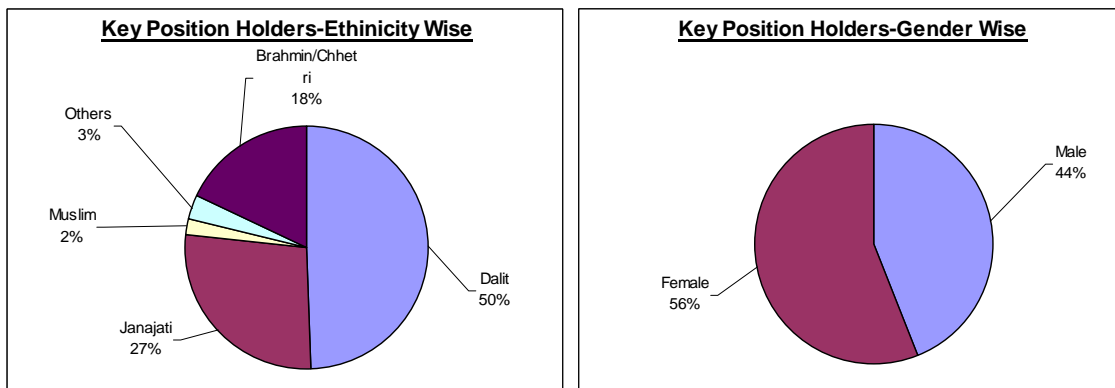 Key Position Holders-Ethinicity Wise
Brahmin/Chhet
ri
18%
Others
3%
Muslim
2%
Janajati
27%
Dalit
50%
Key Position Holders-Gender Wise
Male
44%
Female
56%